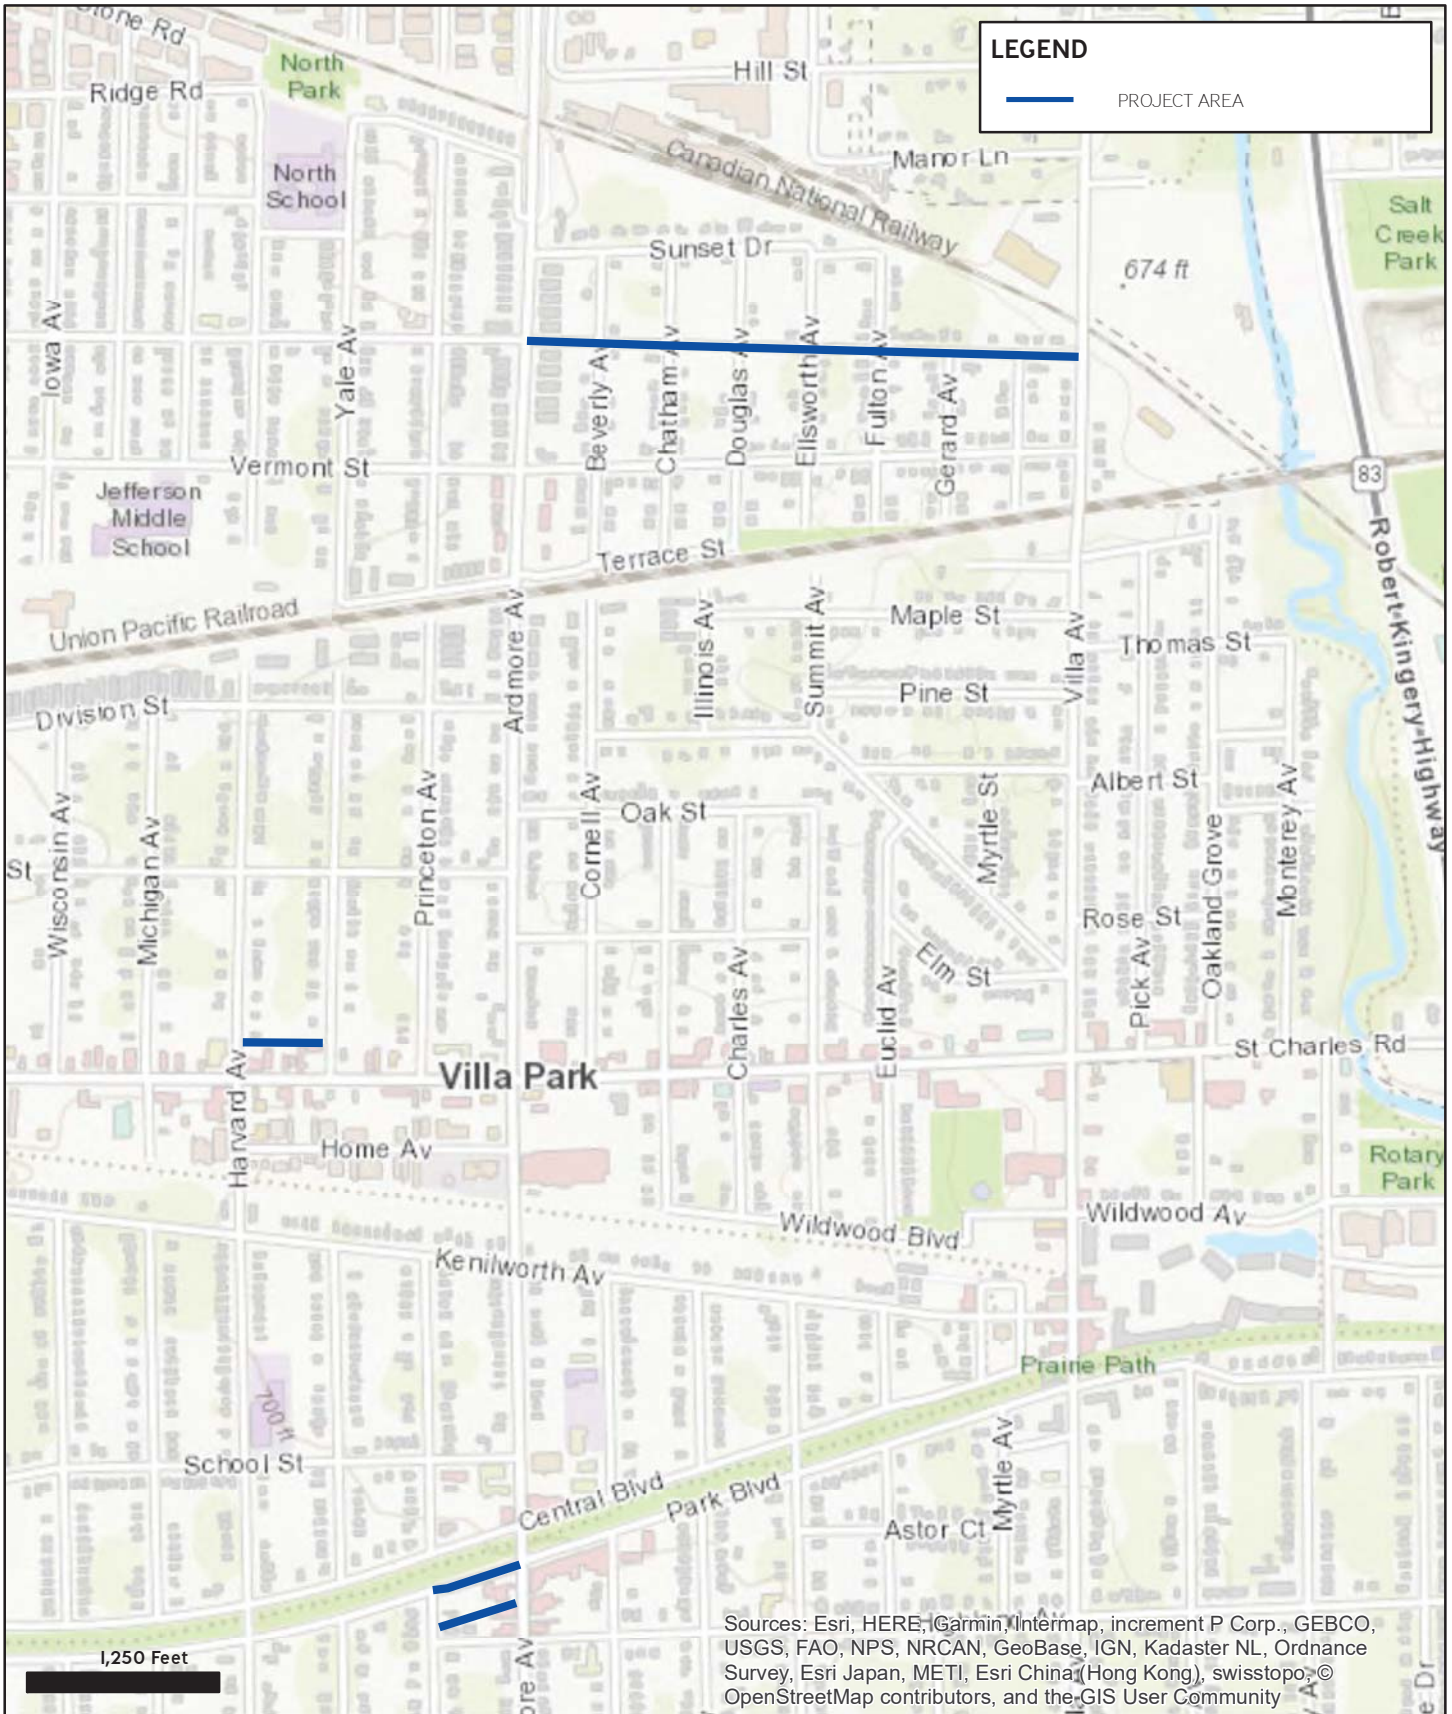 Stone Rd
North
Park
Hill St
LEGEND
Ridge Rd
PROJECT AREA
North
School
Canadian National Railway
Manor Ln
Salt
Creek
Park
Sunset Dr
674 ft
Iowa Av
Yale Av
Beverly Av
Chatham Av
Douglas Av
Ellsworth Av
Fulton Av
Gerard Av
Vermont St
83
Jefferson
Middle
School
Terrace St
Robert Kingery Highway
Union Pacific Railroad
Ardmore Av
Illinois Av
Summit Av
Maple St
Villa Av
Thomas St
Pine St
Division St
Wisconsin Av
Michigan Av
Princeton Av
Cornell Av
Oak St
Myrtle St
Albert St
Oakland Grove
Monterey Av
St
Rose St
Pick Av
Elm St
Charles Av
Euclid Av
St Charles Rd
Villa Park
Harvard Av
Home Av
Rotary
Park
Wildwood Blvd
Wildwood Av
Kenilworth Av
Prairie Path
700 ft
School St
Central Blvd
Park Blvd
Myrtle Av
Astor Ct
Sources: Esri, HERE, Garmin, Intermap, increment P Corp., GEBCO,
USGS, FAO, NPS, NRCAN, GeoBase, IGN, Kadaster NL, Ordnance
Survey, Esri Japan, METI, Esri China (Hong Kong), swisstopo, ©
OpenStreetMap contributors, and the GIS User Community
1,250 Feet
ore Av
e Dr